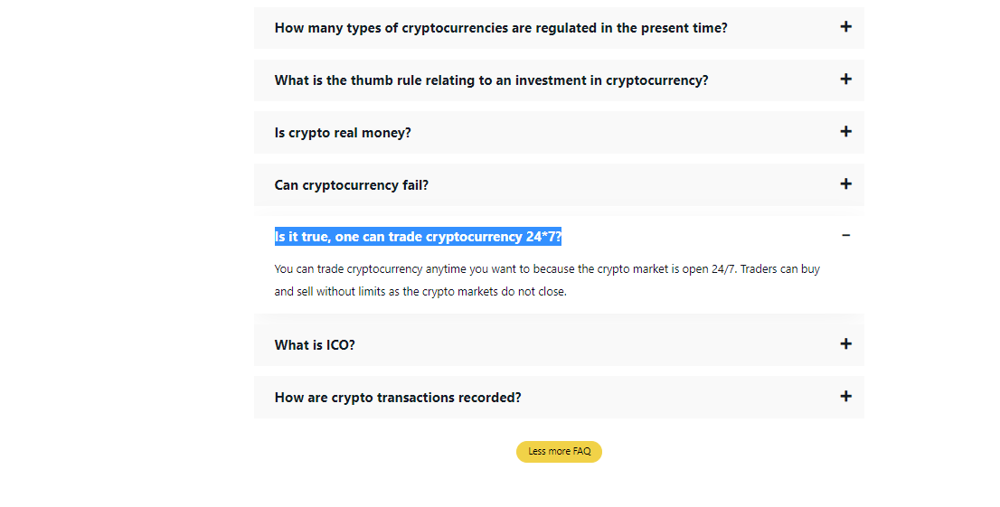 How many types of cryptocurrencies are regulated in the present time?
What is the thumb rule relating to an investment in cryptocurrency?
Is crypto real money?
Can cryptocurrency fail?
Is it true, one can trade cryptocurrency 24*7?
You can trade cryptocurrency anytime you want to because the crypto market is open 24/7. Traders can buy
and sell without limits as the crypto markets do not close.
What is ICO?
How are crypto transactions recorded?
Less more FAQ